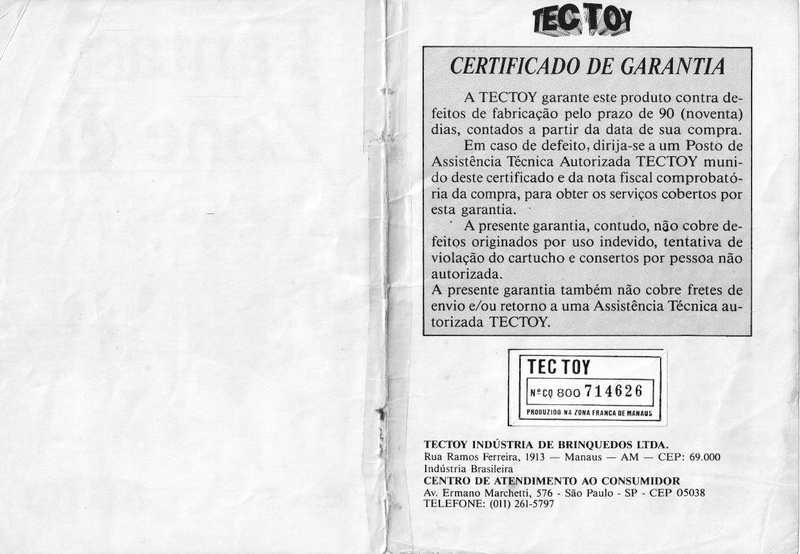 TECTOY
CERTIFICADO DE GARANTIA
A TECTOY garante este produto contra de-
feitos de fabricação pelo prazo de 90 (noventa)
dias, contados a partir da data de sua compra.
Em caso de defeito, dirija-se a um Posto de
Assistência Técnica Autorizada TECTOY muni-
do deste certificado e da nota fiscal comprobató-
ria da compra, para obter os serviços cobertos por
esta garantia.
A presente garantia, contudo, não cobre de-
feitos originados por uso indevido, tentativa de
violação do cartucho e consertos por pessoa não
autorizada.
A presente garantia também não cobre fretes de
envio e/ou retorno a uma Assistência Técnica au-
torizada TECTOY.
TEC TOY
Nº CQ 800 714626
PRODUZIDO NA ZONA FRANCA DE MANAUS
TECTOY INDÚSTRIA DE BRINQUEDOS LTDA.
Rua Ramos Ferreira, 1913 — Manaus — AM — CEP: 69.000
Indústria Brasileira
CENTRO DE ATENDIMENTO AO CONSUMIDOR
Av. Ermano Marchetti, 576 - São Paulo - SP - CEP 05038
TELEFONE: (011) 261-5797